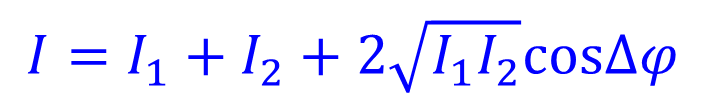 I = I₁ + I₂ + 2√(I₁I₂)cosΔφ